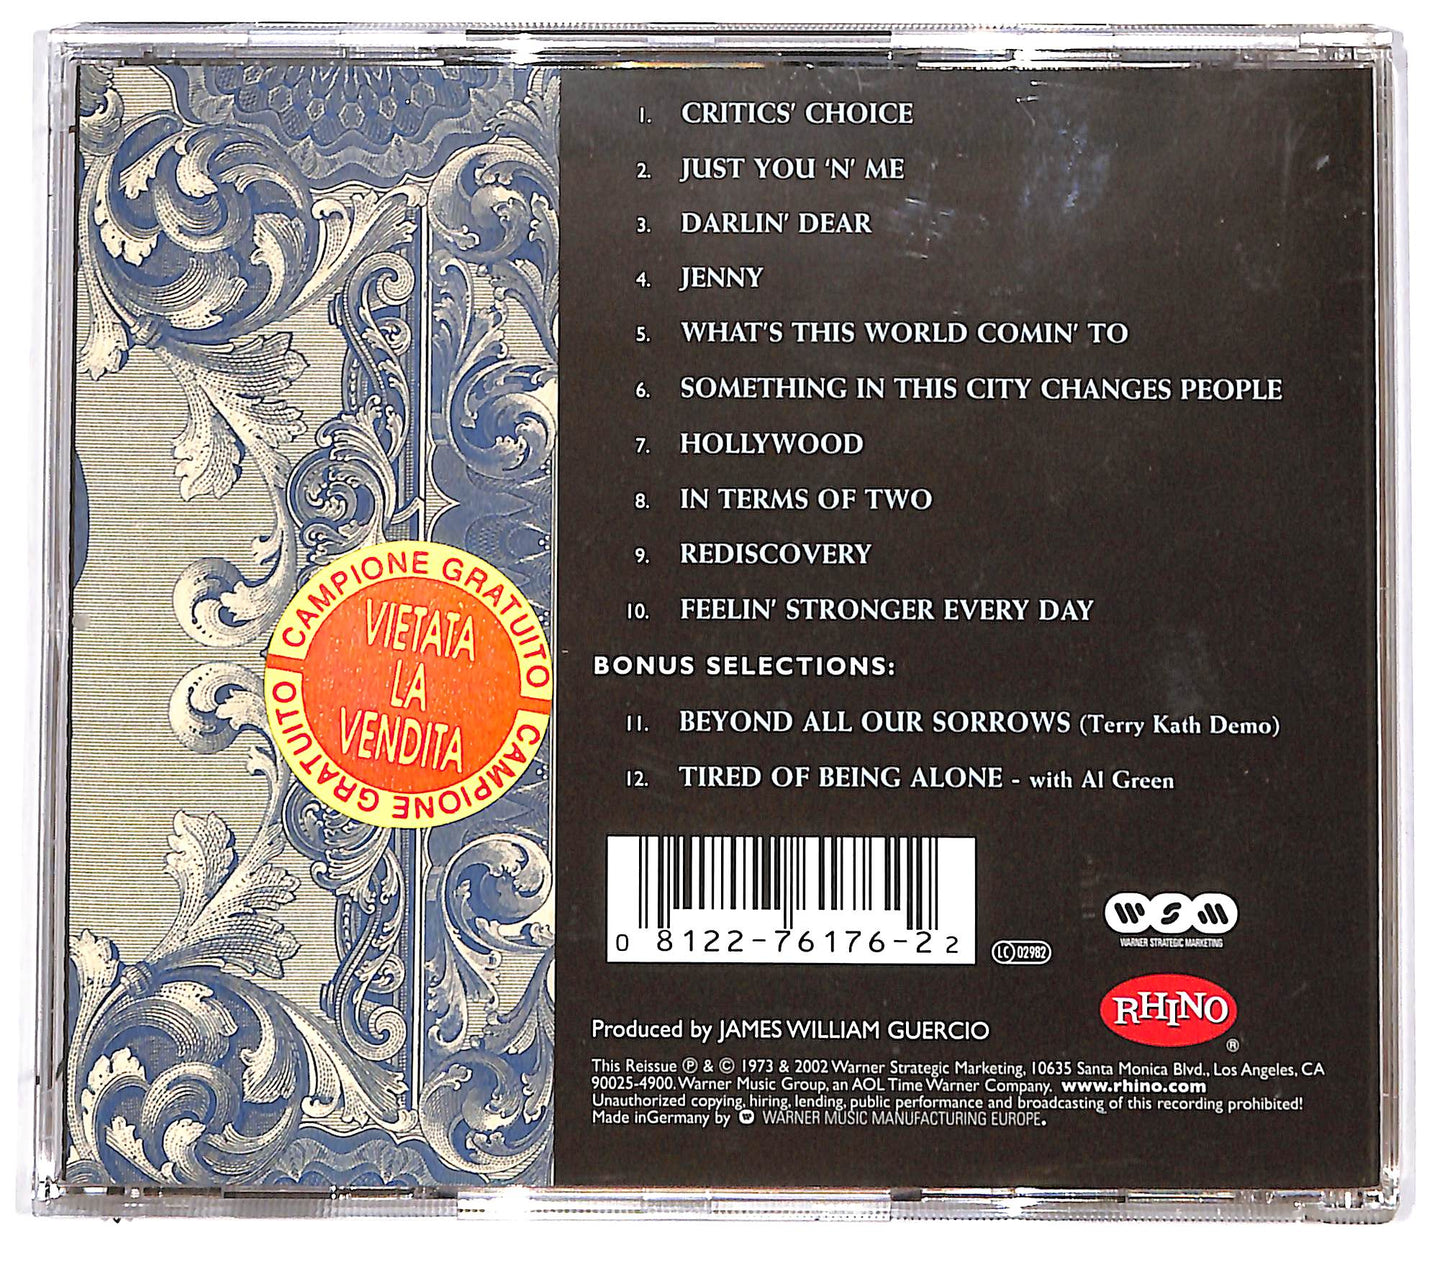 1. CRITICS' CHOICE
2. JUST YOU 'N' ME
3. DARLIN' DEAR
4. JENNY
5. WHAT'S THIS WORLD COMIN' TO
6. SOMETHING IN THIS CITY CHANGES PEOPLE
7. HOLLYWOOD
8. IN TERMS OF TWO
9. REDISCOVERY
10. FEELIN' STRONGER EVERY DAY
BONUS SELECTIONS:
11. BEYOND ALL OUR SORROWS (Terry Kath Demo)
12. TIRED OF BEING ALONE - with Al Green
CAMPIONE GRATUITO
CAMPIONE GRATUITO
VIETATA
LA
VENDITA
0 8122-76176-2 2
LC 02982
WSM
WARNER STRATEGIC MARKETING
RHINO
®
Produced by JAMES WILLIAM GUERCIO
This Reissue ℗ & © 1973 & 2002 Warner Strategic Marketing, 10635 Santa Monica Blvd., Los Angeles, CA
90025-4900. Warner Music Group, an AOL Time Warner Company. www.rhino.com
Unauthorized copying, hiring, lending, public performance and broadcasting of this recording prohibited!
Made inGermany by WARNER MUSIC MANUFACTURING EUROPE.